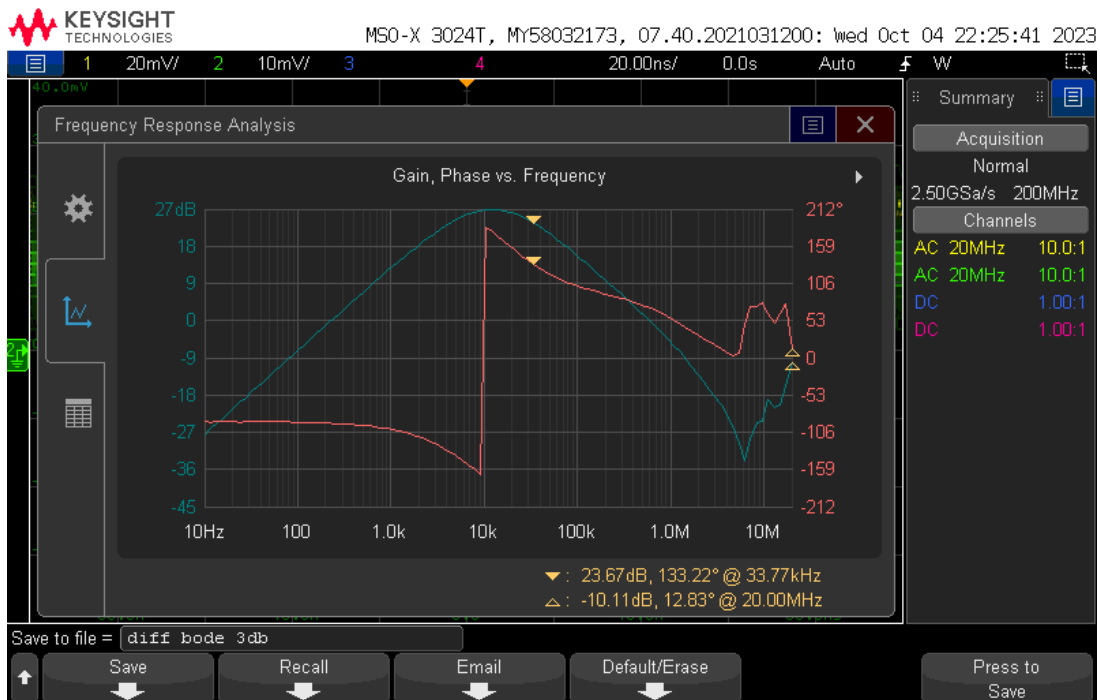 KEYSIGHT
TECHNOLOGIES
MSO-X 3024T, MY58032173, 07.40.2021031200: Wed Oct 04 22:25:41 2023
1 20mV/ 2 10mV/ 3 4 20.00ns/ 0.0s Auto W
40.0mV
Summary
Frequency Response Analysis
Acquisition
Normal
2.50GSa/s 200MHz
Channels
AC 20MHz 10.0:1
AC 20MHz 10.0:1
DC 1.00:1
DC 1.00:1
Gain, Phase vs. Frequency
27dB 212°
18 159
9 106
0 53
-9 0
-18 -53
-27 -106
-36 -159
-45 -212
10Hz 100 1.0k 10k 100k 1.0M 10M
: 23.67dB, 133.22° @ 33.77kHz
: -10.11dB, 12.83° @ 20.00MHz
2
Save to file = diff bode 3db
Save Recall Email Default/Erase Press to
Save